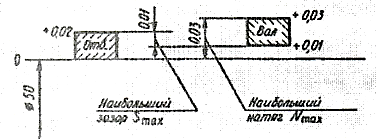 +0,02
Отв.
0,01
0,03
Вал
+0,03
+0,01
0
⌀50
Наибольший
зазор Smax
Наибольший
натяг Nmax